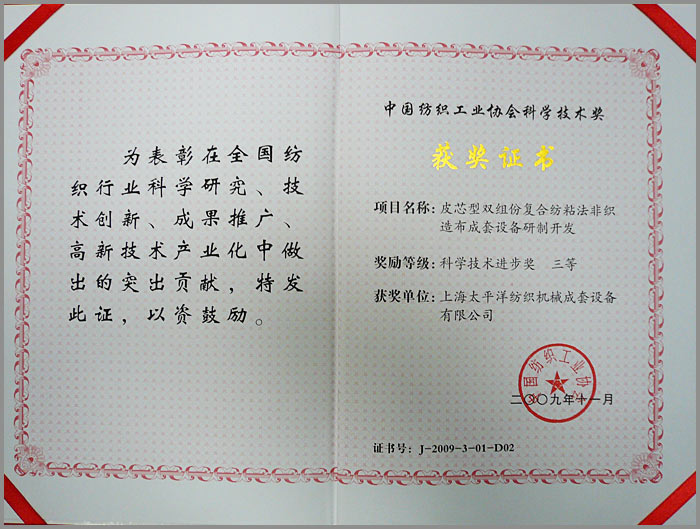 为表彰在全国纺
织行业科学研究、技
术创新、成果推广、
高新技术产业化中做
出的突出贡献，特发
此证，以资鼓励。
中国纺织工业协会科学技术奖
获奖证书
项目名称：皮芯型双组份复合纺粘法非织
造布成套设备研制开发
奖励等级：科学技术进步奖 三等
获奖单位：上海太平洋纺织机械成套设备
有限公司
中国纺织工业协会
二〇〇九年十一月
证书号：J-2009-3-01-D02